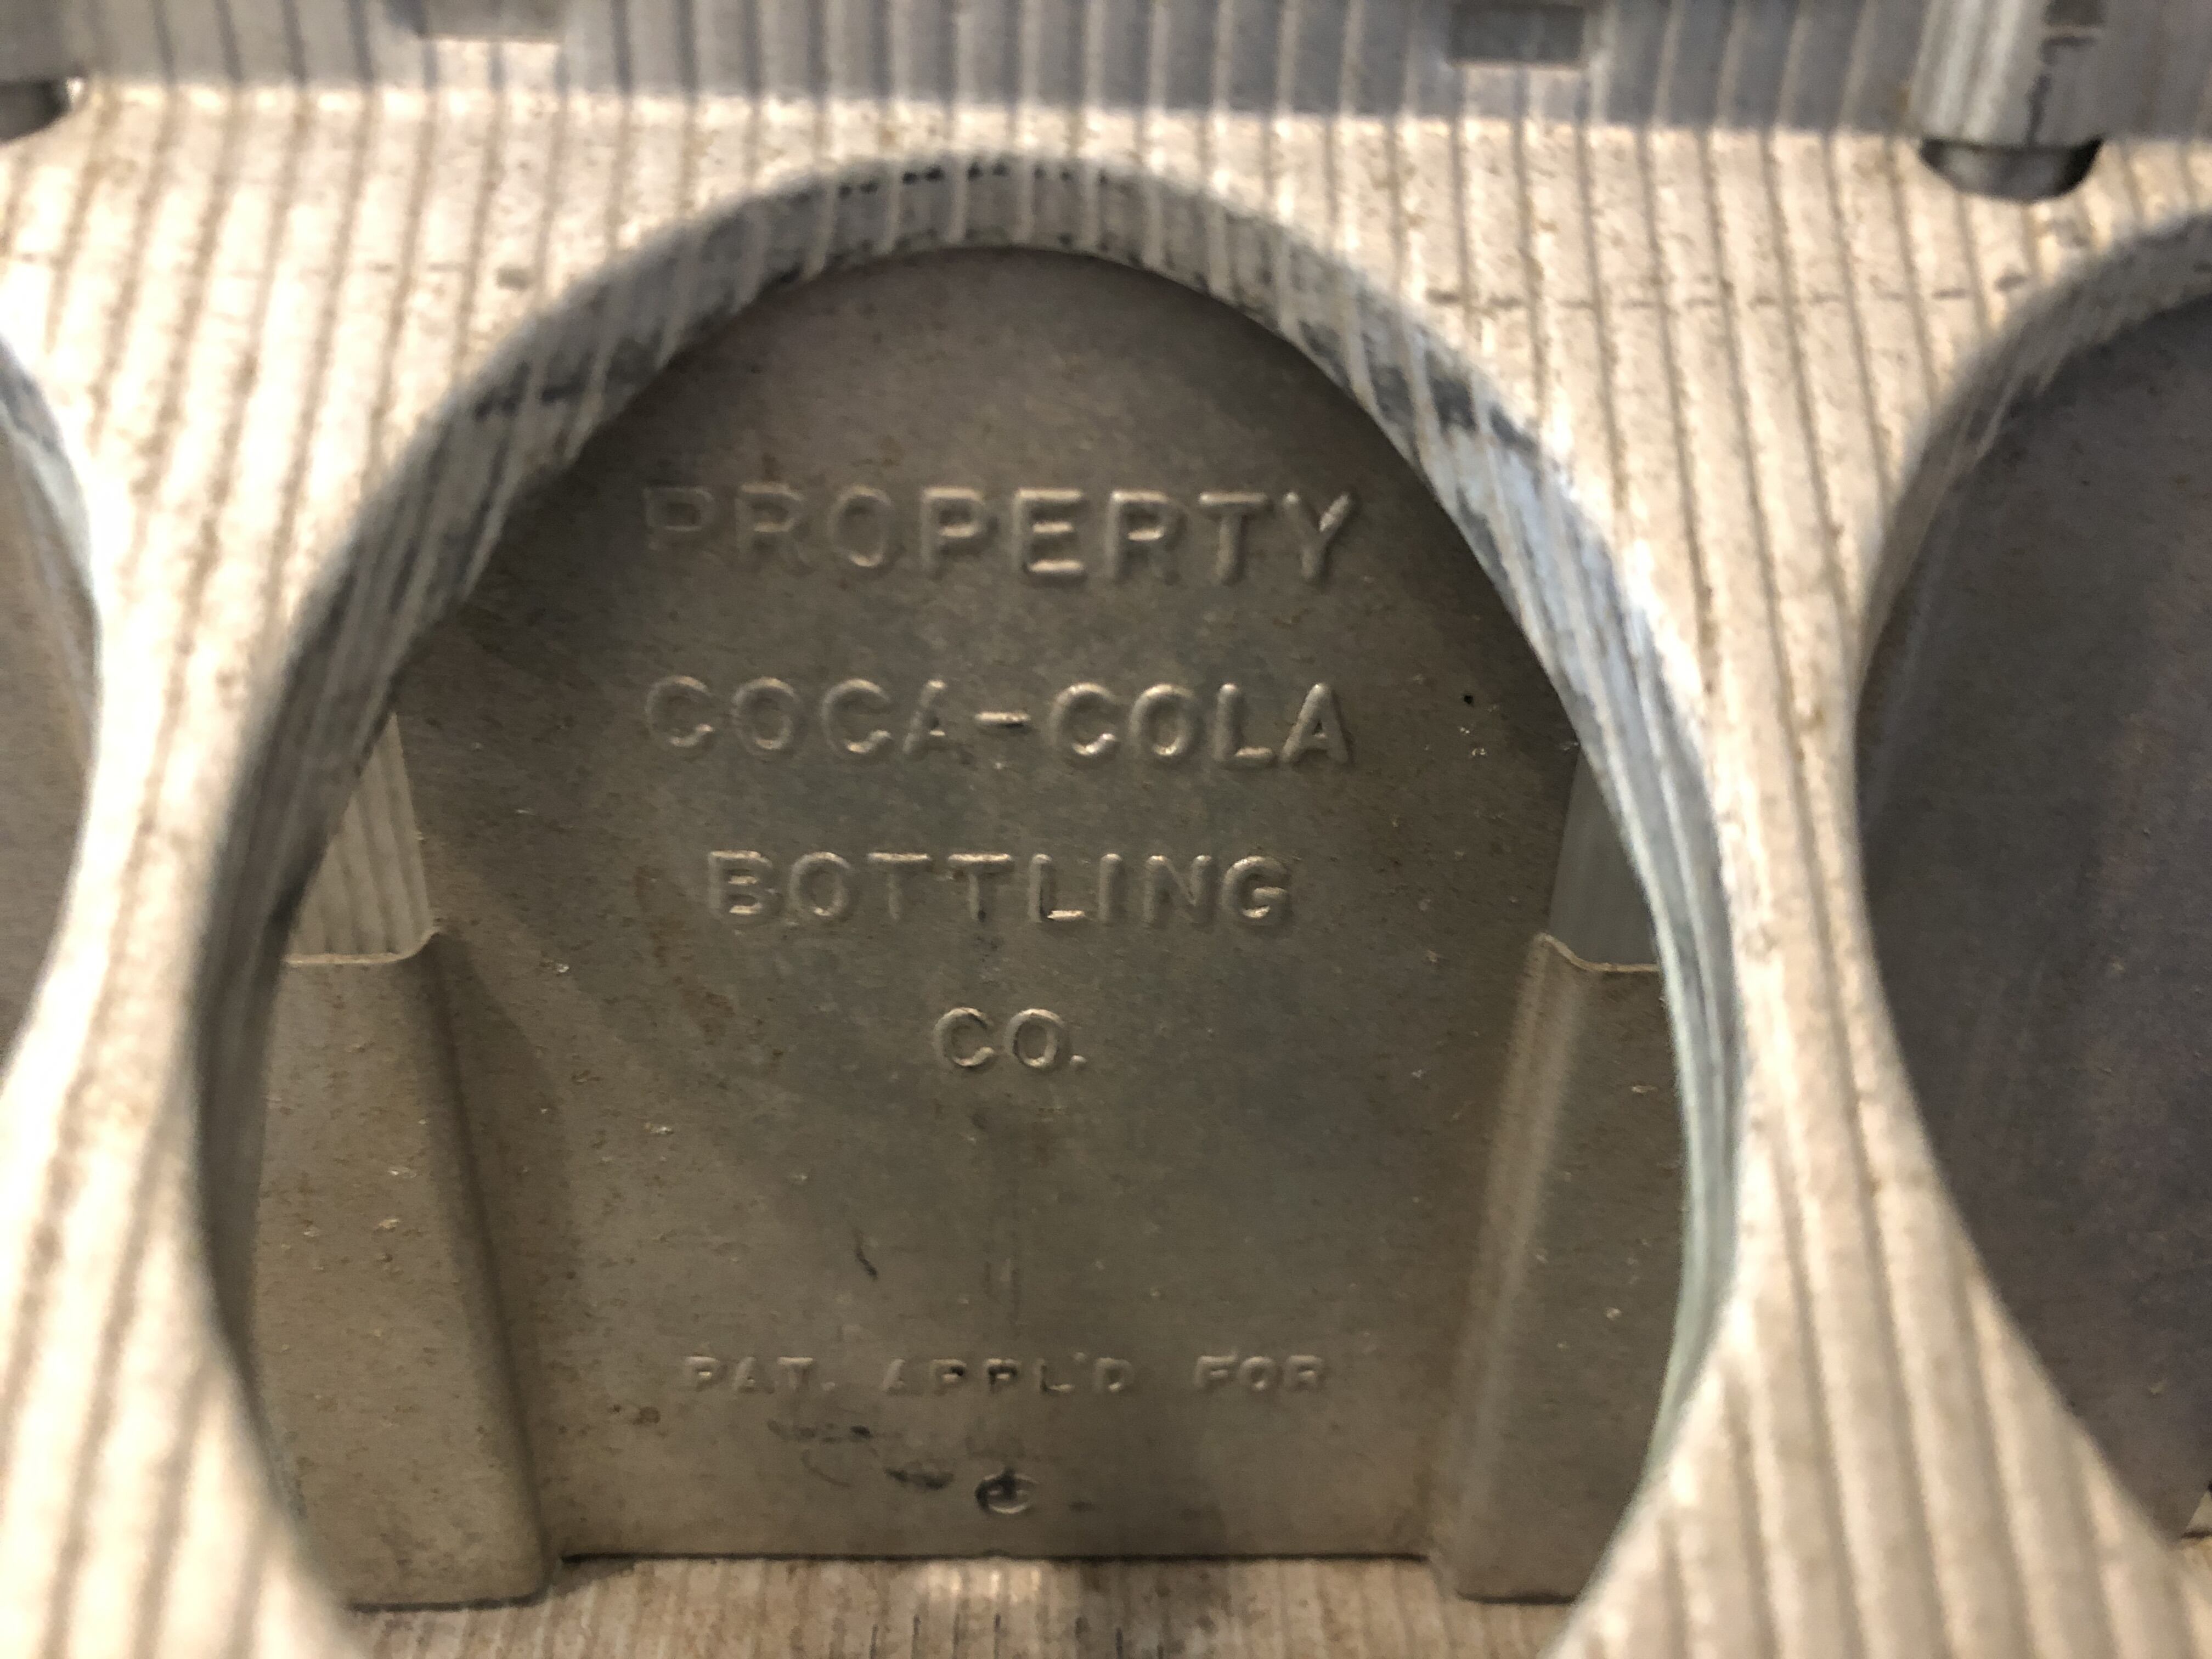 PROPERTY
COCA-COLA
BOTTLING
CO.
PAT. APPL'D FOR